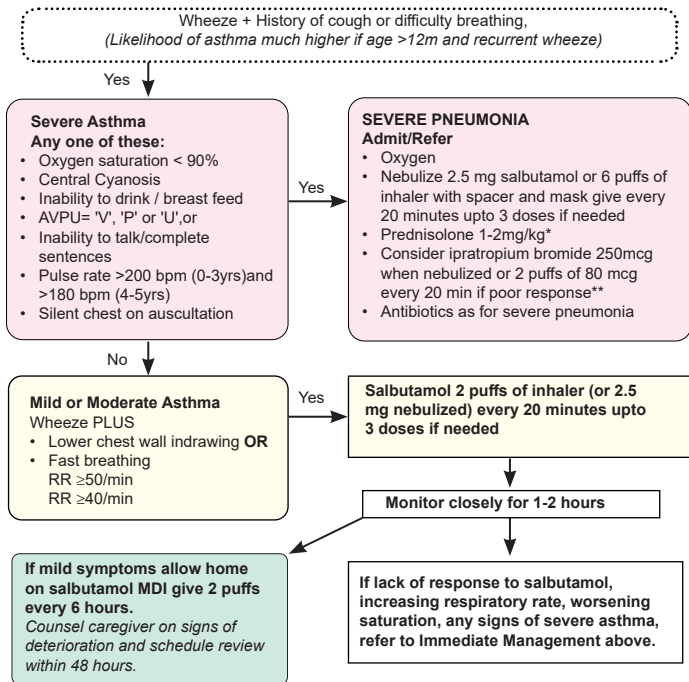 Wheeze + History of cough or difficulty breathing,
(Likelihood of asthma much higher if age >12m and recurrent wheeze)
Yes
Severe Asthma
Any one of these:
• Oxygen saturation < 90%
• Central Cyanosis
• Inability to drink / breast feed
• AVPU= 'V', 'P' or 'U',or
• Inability to talk/complete
sentences
• Pulse rate >200 bpm (0-3yrs)and
>180 bpm (4-5yrs)
• Silent chest on auscultation
Yes
SEVERE PNEUMONIA
Admit/Refer
• Oxygen
• Nebulize 2.5 mg salbutamol or 6 puffs of
inhaler with spacer and mask give every
20 minutes upto 3 doses if needed
• Prednisolone 1-2mg/kg*
• Consider ipratropium bromide 250mcg
when nebulized or 2 puffs of 80 mcg
every 20 min if poor response**
• Antibiotics as for severe pneumonia
No
Mild or Moderate Asthma
Wheeze PLUS
• Lower chest wall indrawing OR
• Fast breathing
RR ≥50/min
RR ≥40/min
Yes
Salbutamol 2 puffs of inhaler (or 2.5
mg nebulized) every 20 minutes upto
3 doses if needed
Monitor closely for 1-2 hours
If mild symptoms allow home
on salbutamol MDI give 2 puffs
every 6 hours.
Counsel caregiver on signs of
deterioration and schedule review
within 48 hours.
If lack of response to salbutamol,
increasing respiratory rate, worsening
saturation, any signs of severe asthma,
refer to Immediate Management above.